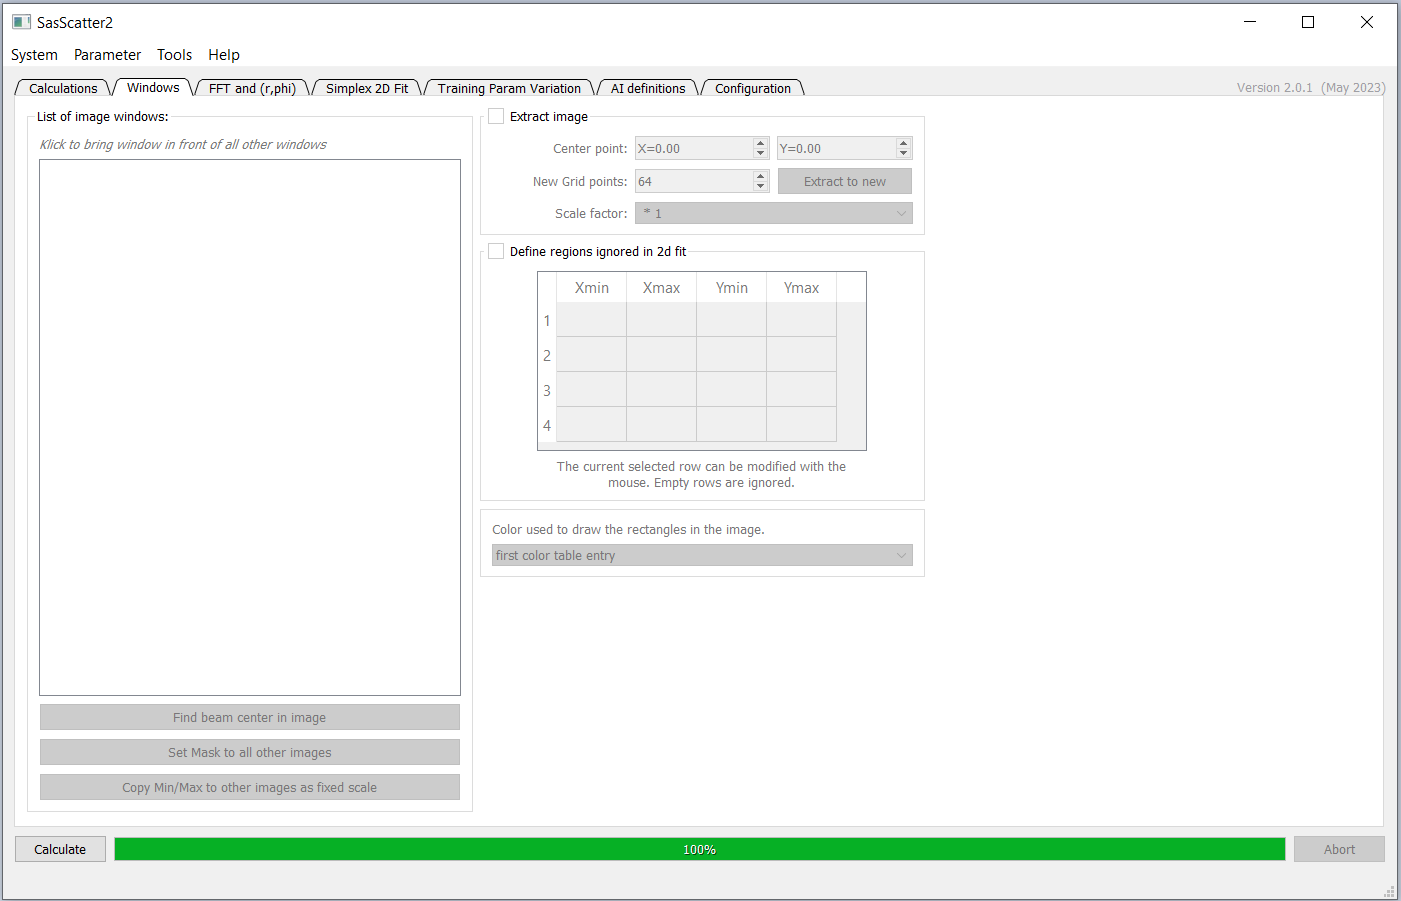 SasScatter2
System Parameter Tools Help
Calculations Windows FFT and (r,phi) Simplex 2D Fit Training Param Variation AI definitions Configuration Version 2.0.1 (May 2023)
List of image windows:
Klick to bring window in front of all other windows
Find beam center in image
Set Mask to all other images
Copy Min/Max to other images as fixed scale
Extract image
Center point: X=0.00 Y=0.00
New Grid points: 64 Extract to new
Scale factor: * 1
Define regions ignored in 2d fit
Xmin Xmax Ymin Ymax
1
2
3
4
The current selected row can be modified with the
mouse. Empty rows are ignored.
Color used to draw the rectangles in the image.
first color table entry
Calculate 100% Abort